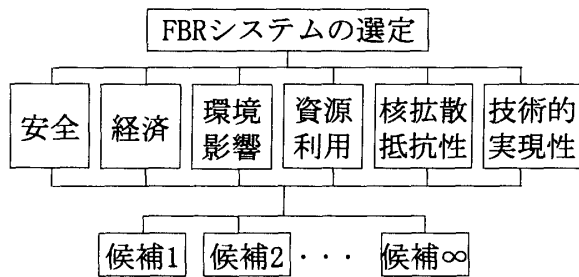 FBRシステムの選定
安全
経済
環境
影響
資源
利用
核拡散
抵抗性
技術的
実現性
候補1
候補2
・・・
候補∞